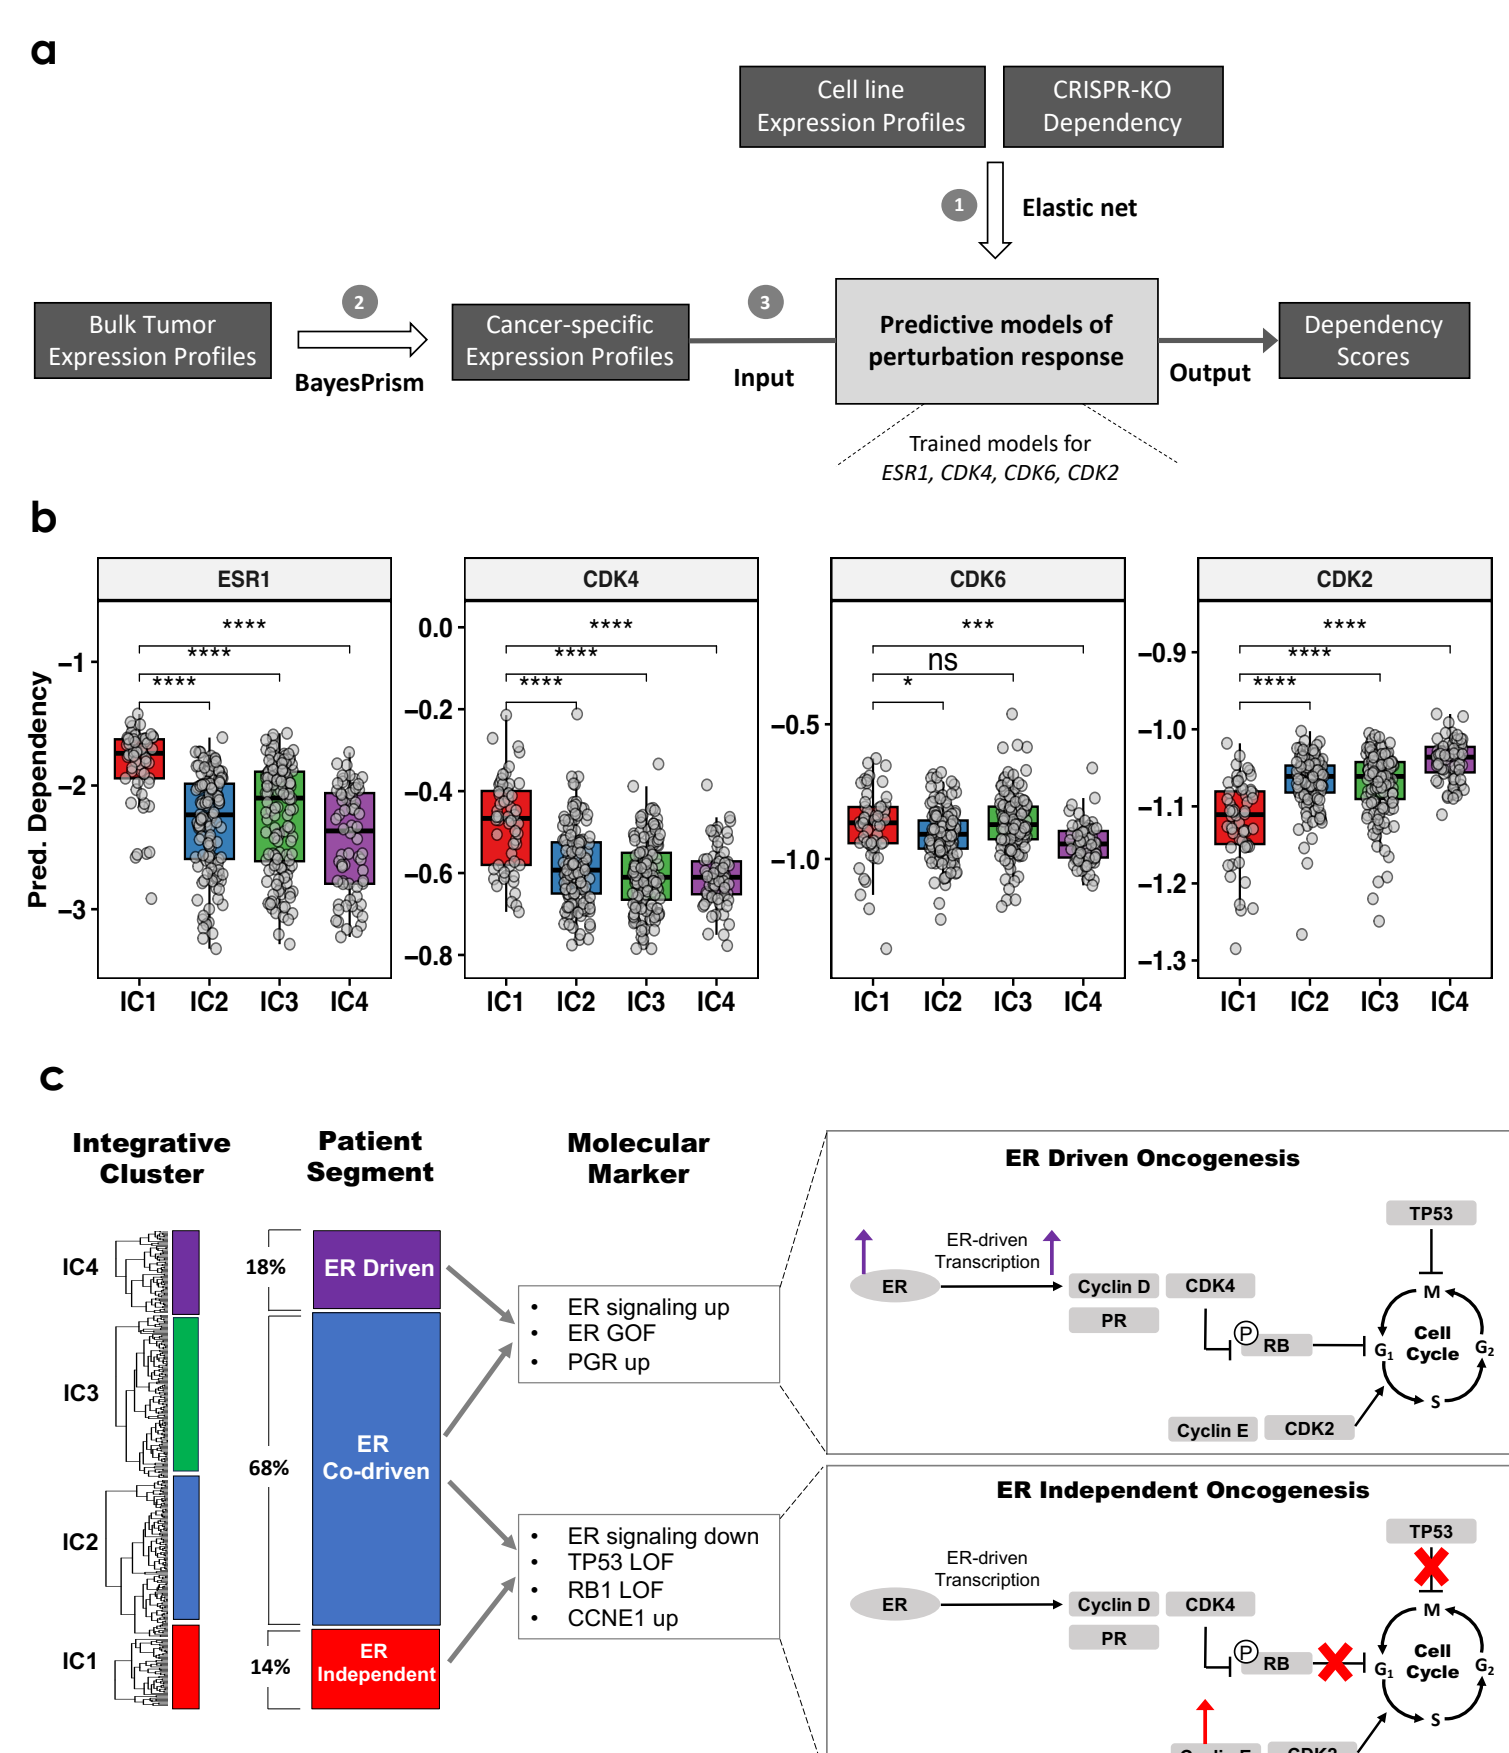 a
Cell line
Expression Profiles
CRISPR-KO
Dependency
1
Elastic net
Bulk Tumor
Expression Profiles
2
BayesPrism
Cancer-specific
Expression Profiles
3
Input
Predictive models of
perturbation response
Output
Dependency
Scores
Trained models for
ESR1, CDK4, CDK6, CDK2
b
Pred. Dependency
ESR1
****
****
****
−1
−2
−3
IC1 IC2 IC3 IC4
CDK4
****
****
****
0.0
−0.2
−0.4
−0.6
−0.8
IC1 IC2 IC3 IC4
CDK6
***
ns
*
−0.5
−1.0
IC1 IC2 IC3 IC4
CDK2
****
****
****
−0.9
−1.0
−1.1
−1.2
−1.3
IC1 IC2 IC3 IC4
c
Integrative
Cluster
Patient
Segment
Molecular
Marker
IC4
IC3
IC2
IC1
18%
68%
14%
ER Driven
ER
Co-driven
ER
Independent
• ER signaling up
• ER GOF
• PGR up
• ER signaling down
• TP53 LOF
• RB1 LOF
• CCNE1 up
ER Driven Oncogenesis
TP53
ER
ER-driven
Transcription
Cyclin D
CDK4
PR
P
RB
M
G1
Cell
Cycle
G2
S
Cyclin E
CDK2
ER Independent Oncogenesis
TP53
ER
ER-driven
Transcription
Cyclin D
CDK4
PR
P
RB
M
G1
Cell
Cycle
G2
S
Cyclin E
CDK2